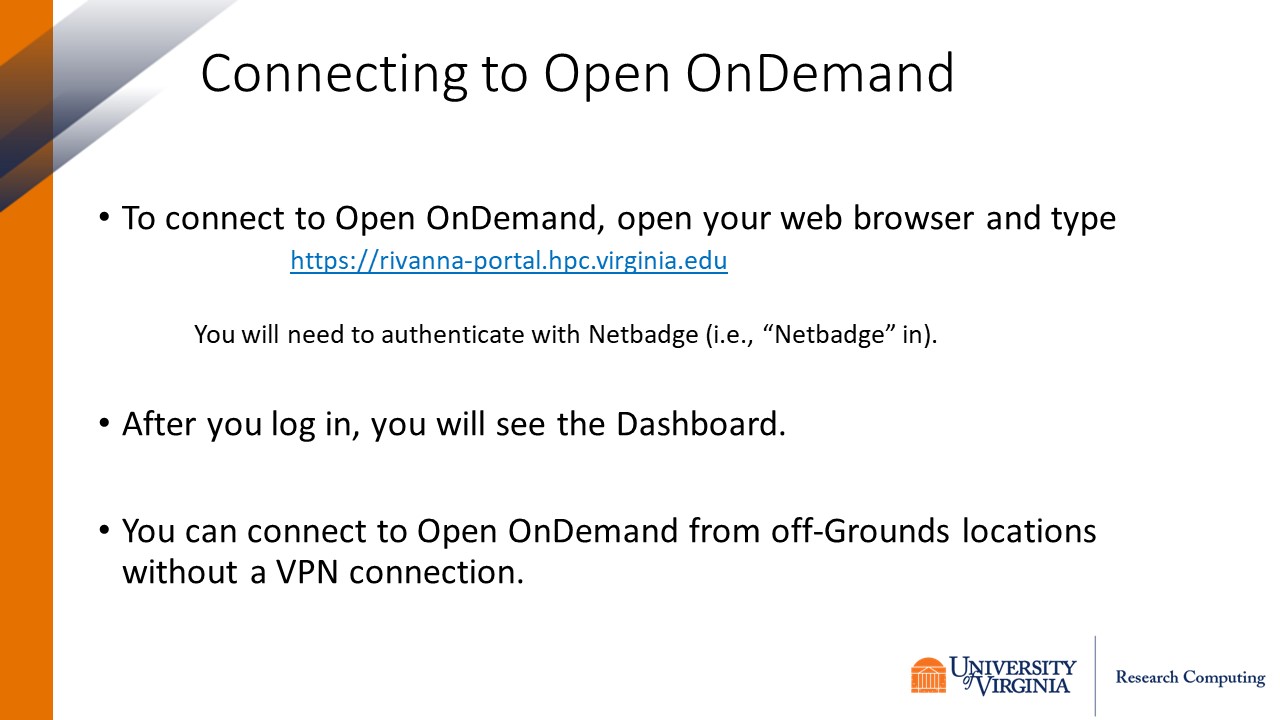 Connecting to Open OnDemand
• To connect to Open OnDemand, open your web browser and type
https://rivanna-portal.hpc.virginia.edu
You will need to authenticate with Netbadge (i.e., “Netbadge” in).
• After you log in, you will see the Dashboard.
• You can connect to Open OnDemand from off-Grounds locations
without a VPN connection.
UNIVERSITY
of VIRGINIA
Research Computing